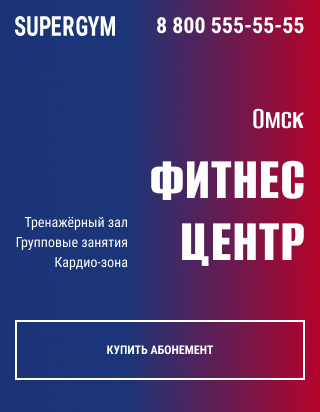 SUPERGYM
8 800 555-55-55
Омск
ФИТНЕС
ЦЕНТР
Тренажёрный зал
Групповые занятия
Кардио-зона
КУПИТЬ АБОНЕМЕНТ